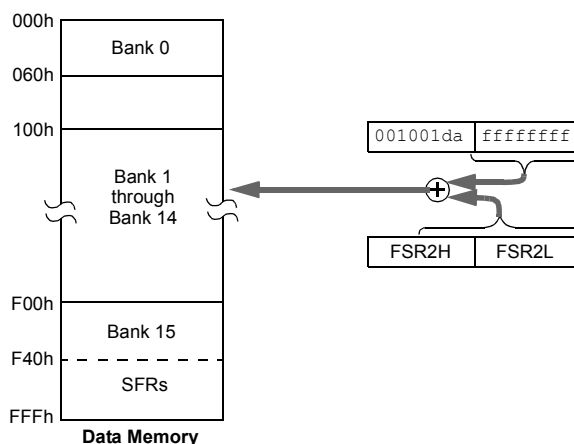 000h
Bank 0
060h
100h
001001da ffffffff
Bank 1
through
Bank 14
FSR2H FSR2L
F00h
Bank 15
F40h
SFRs
FFFh
Data Memory